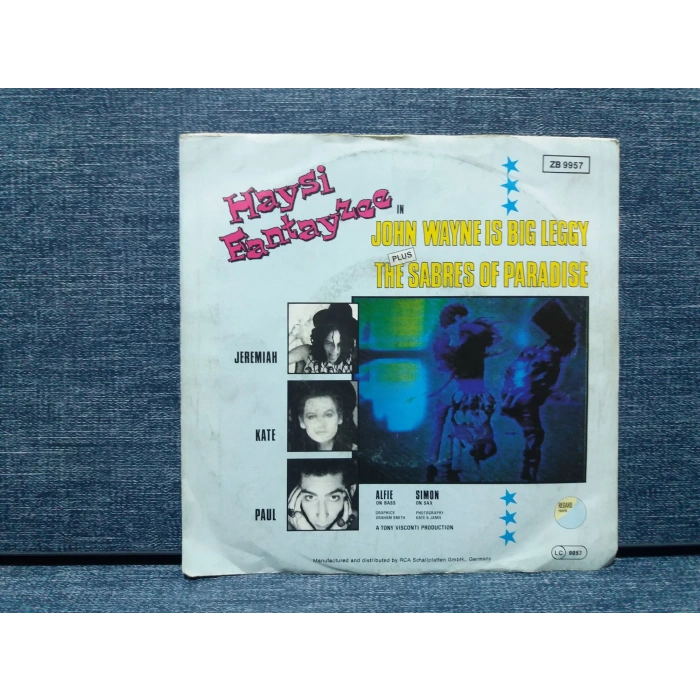 ZB 9957
Haysi
Fantayzee
IN
JOHN WAYNE IS BIG LEGGY
PLUS
THE SABRES OF PARADISE
JEREMIAH
KATE
PAUL
ALFIE
ON BASS
SIMON
ON SAX
GRAPHICS
GRAHAM SMITH
PHOTOGRAPHY
KATE & JAMES
A TONY VISCONTI PRODUCTION
REGARD
LC 9057
Manufactured and distributed by RCA Schallplatten GmbH., Germany